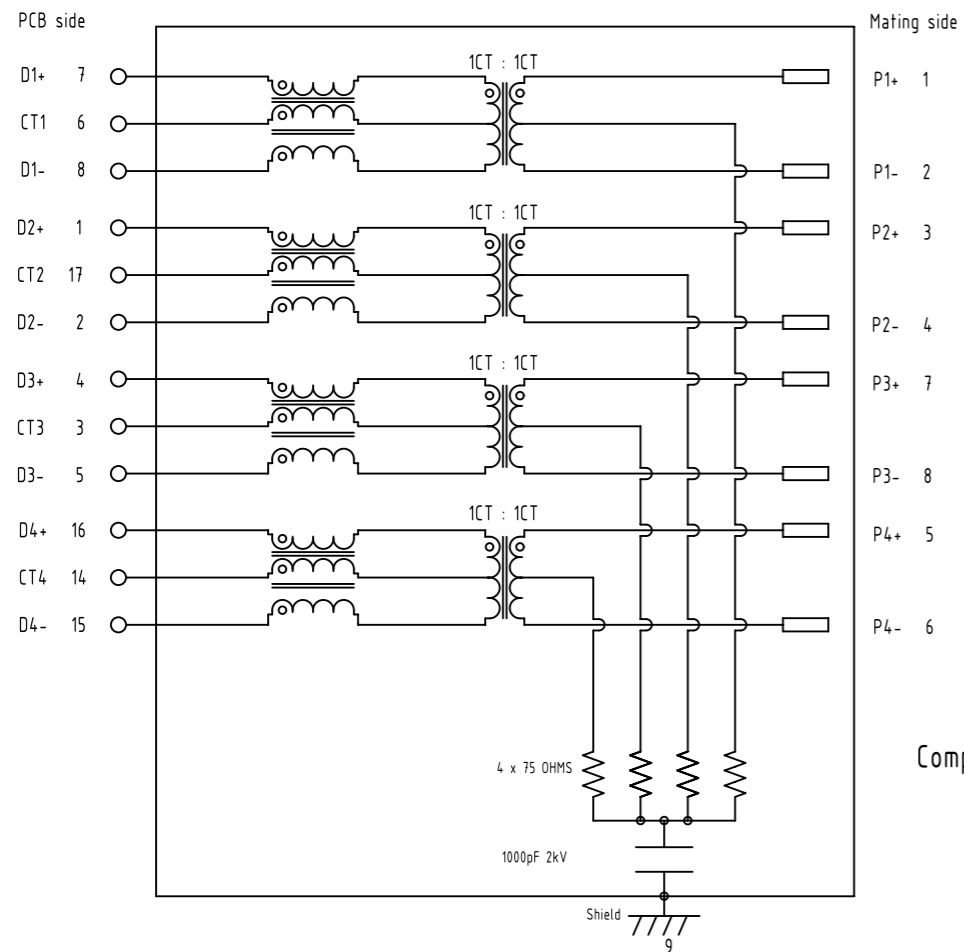 PCB side
Mating side
1CT : 1CT
D1+ 7
P1+ 1
CT1 6
D1- 8
P1- 2
1CT : 1CT
D2+ 1
P2+ 3
CT2 17
D2- 2
P2- 4
1CT : 1CT
D3+ 4
P3+ 7
CT3 3
D3- 5
P3- 8
1CT : 1CT
D4+ 16
P4+ 5
CT4 14
D4- 15
P4- 6
Comp
4 x 75 OHMS
1000pF 2kV
Shield
9